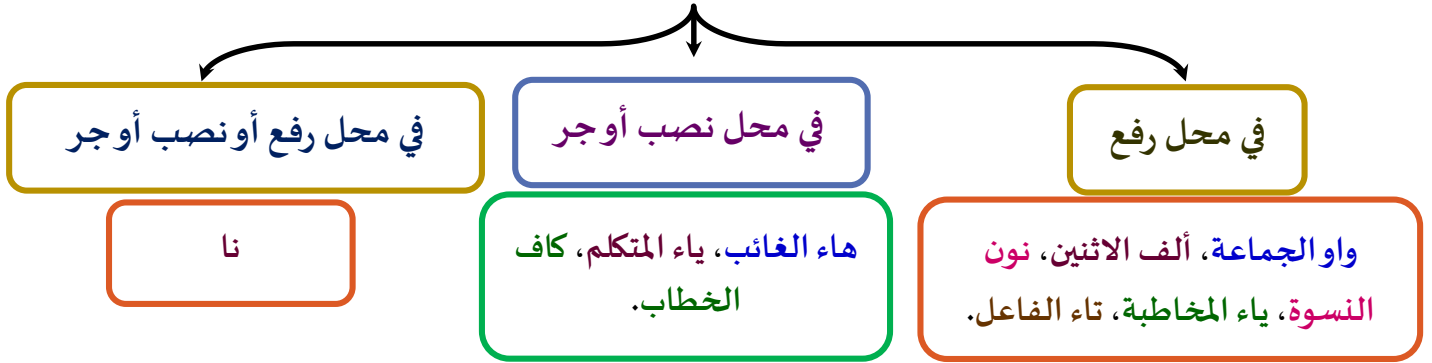 في محل رفع
واو الجماعة، ألف الاثنين، نون
النسوة، ياء المخاطبة، تاء الفاعل.
في محل نصب أو جر
هاء الغائب، ياء المتكلم، كاف
الخطاب.
في محل رفع أو نصب أو جر
نا